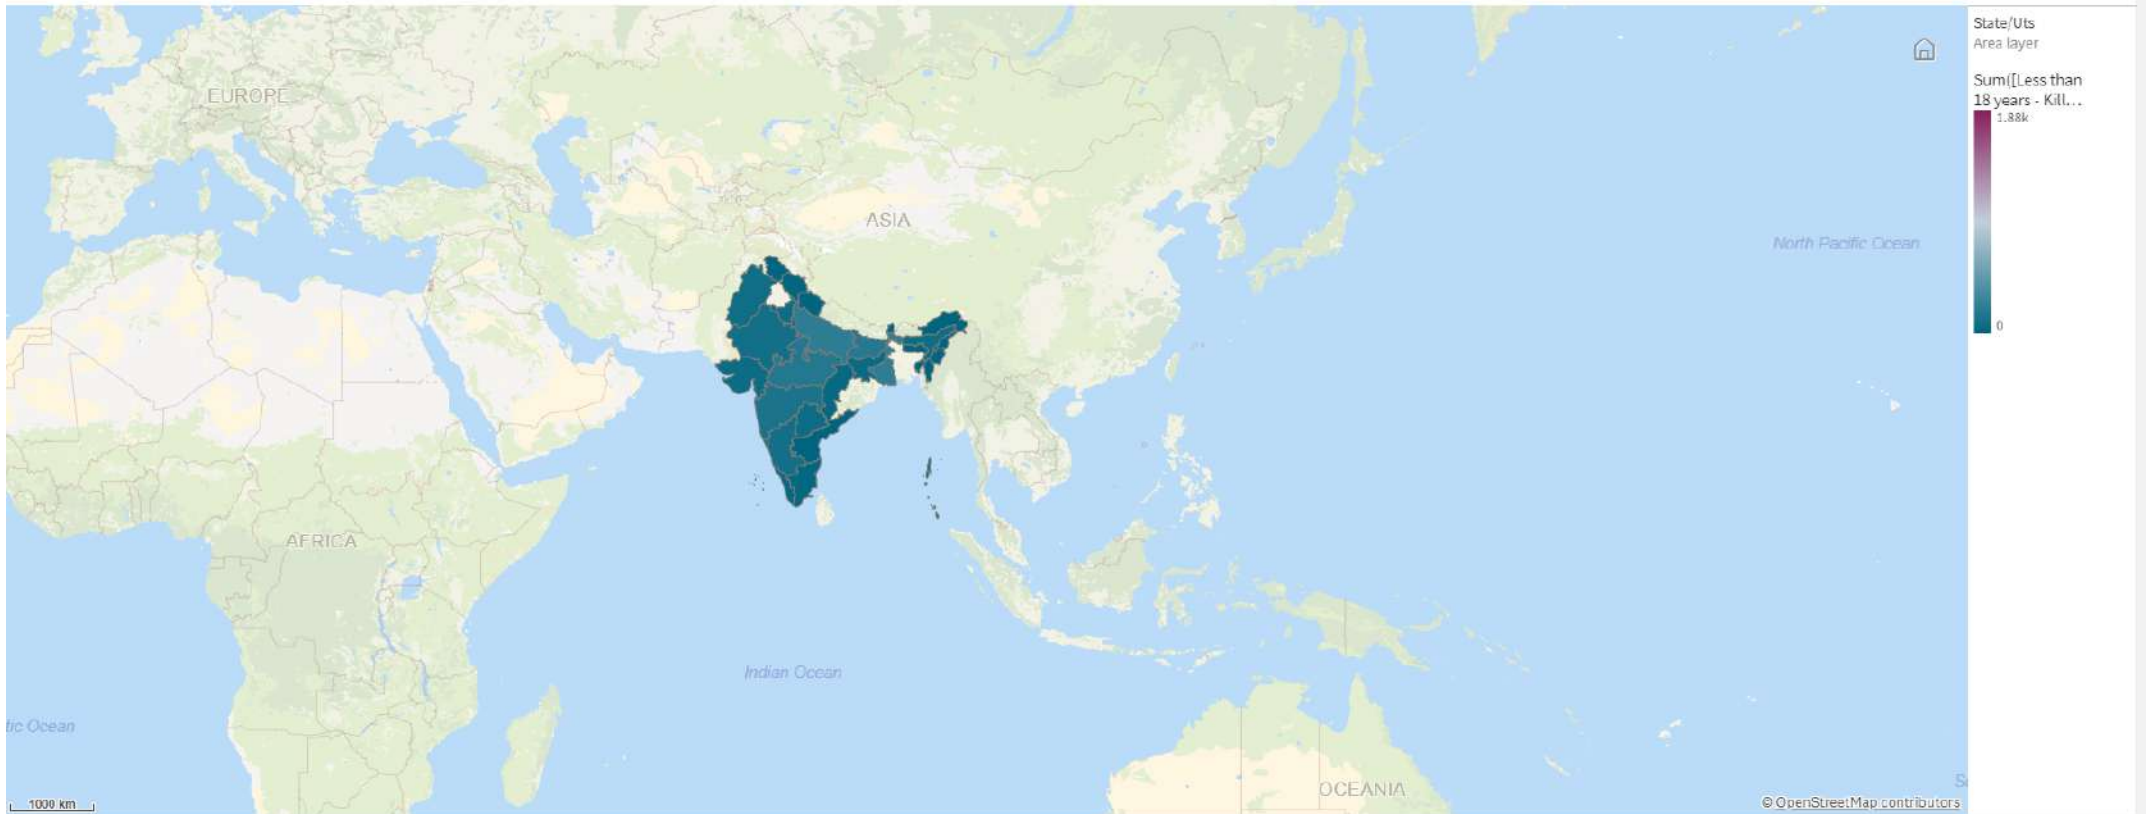 State/Uts
Area layer
Sum([Less than
18 years - Kill...
1.88k
0
EUROPE
ASIA
North Pacific Ocean
AFRICA
Indian Ocean
tic Ocean
OCEANIA
1000 km
© OpenStreetMap contributors